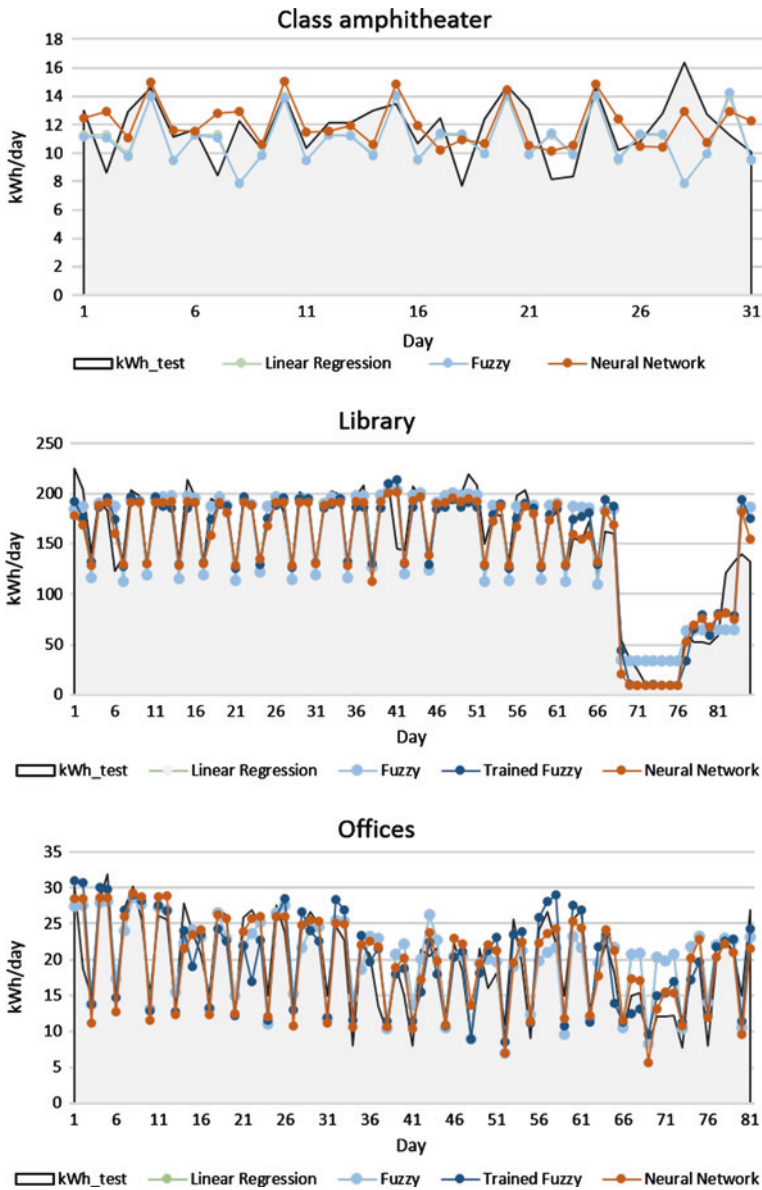 Class amphitheater
18
16
14
12
10
8
6
4
2
0
kWh/day
1 6 11 16 21 26 31
Day
kWh_test Linear Regression Fuzzy Neural Network
Library
250
200
150
100
50
0
kWh/day
1 6 11 16 21 26 31 36 41 46 51 56 61 66 71 76 81
Day
kWh_test Linear Regression Fuzzy Trained Fuzzy Neural Network
Offices
35
30
25
20
15
10
5
0
kWh/day
1 6 11 16 21 26 31 36 41 46 51 56 61 66 71 76 81
Day
kWh_test Linear Regression Fuzzy Trained Fuzzy Neural Network